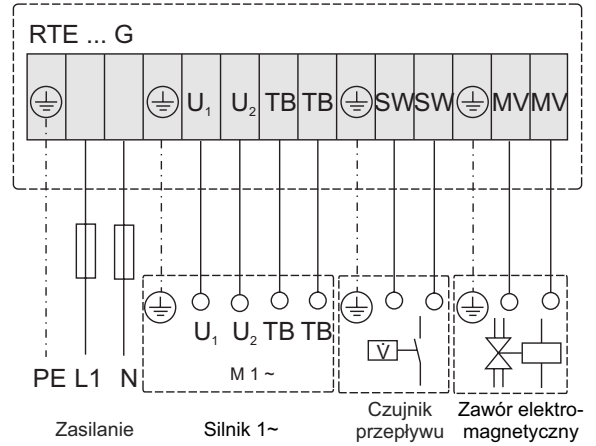 RTE ... G
U₁ U₂ TB TB SW SW MV MV
U₁ U₂ TB TB
V̇
M 1 ~
PE L1 N
Zasilanie
Silnik 1~
Czujnik
przepływu
Zawór elektro-
magnetyczny